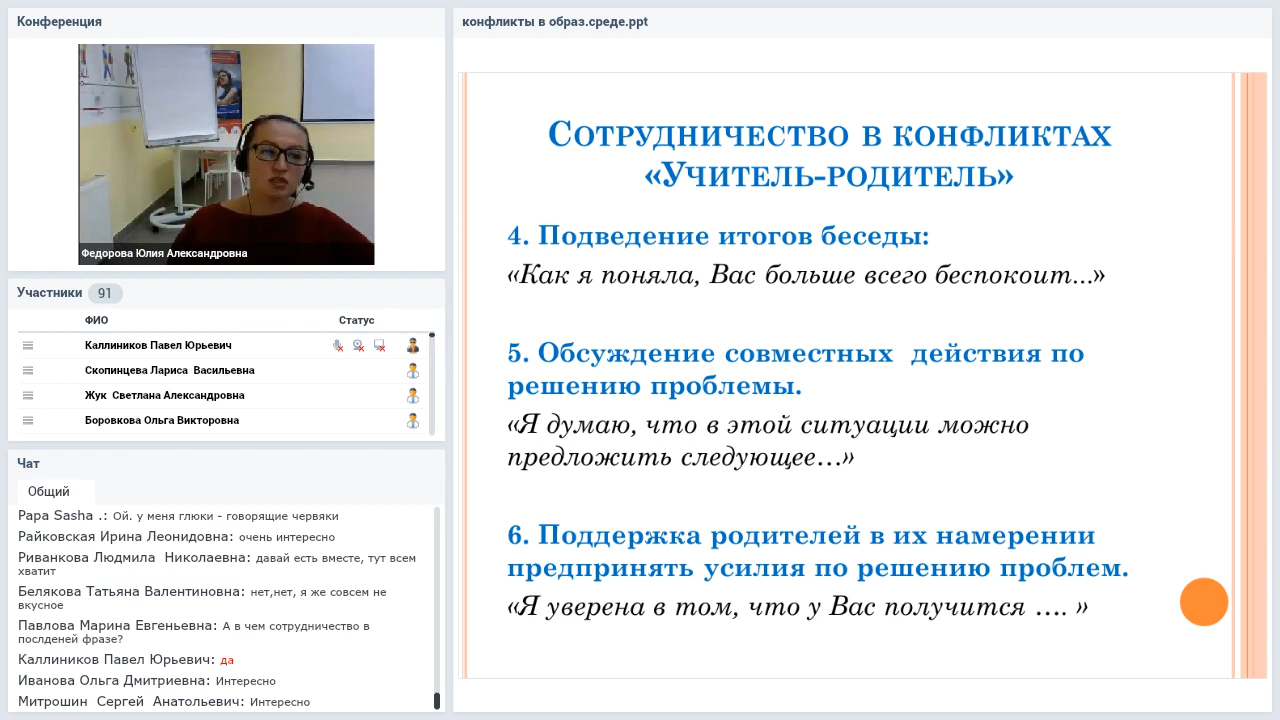 Конференция
Федорова Юлия Александровна
Участники 91
ФИО Статус
Каллиников Павел Юрьевич
Скопинцева Лариса Васильевна
Жук Светлана Александровна
Боровкова Ольга Викторовна
Чат
Общий
Papa Sasha .: Ой. у меня глюки - говорящие червяки
Райковская Ирина Леонидовна: очень интересно
Риванкова Людмила Николаевна: давай есть вместе, тут всем
хватит
Белякова Татьяна Валентиновна: нет,нет, я же совсем не
вкусное
Павлова Марина Евгеньевна: А в чем сотрудничество в
послденей фразе?
Каллиников Павел Юрьевич: да
Иванова Ольга Дмитриевна: Интересно
Митрошин Сергей Анатольевич: Интересно
конфликты в образ.среде.ppt
Сотрудничество в конфликтах
«Учитель-родитель»
4. Подведение итогов беседы:
«Как я поняла, Вас больше всего беспокоит...»
5. Обсуждение совместных действия по
решению проблемы.
«Я думаю, что в этой ситуации можно
предложить следующее…»
6. Поддержка родителей в их намерении
предпринять усилия по решению проблем.
«Я уверена в том, что у Вас получится …. »